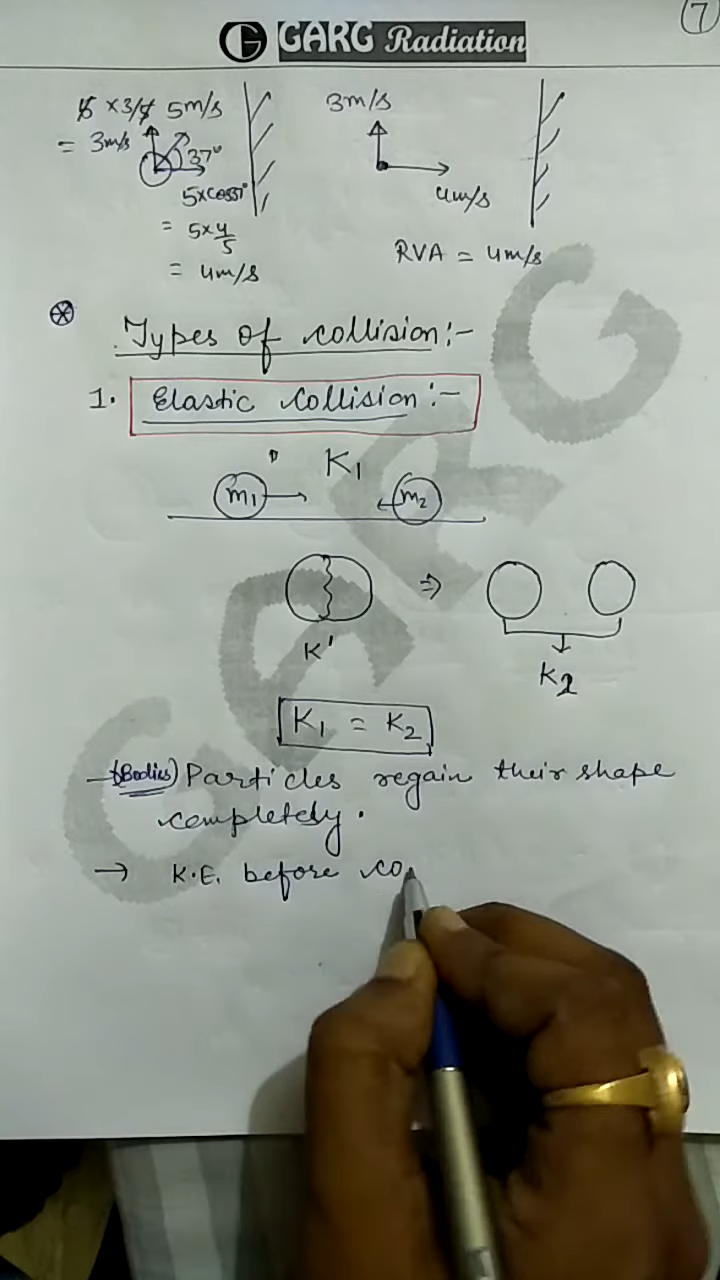 7
G GARG Radiation
5 × 3/5 5m/s
= 3m/s
37°
5×cos37°
= 5×4/5
= 4m/s
3m/s
4m/s
RVA = 4m/s
Types of collision:-
1. Elastic Collision:-
K1
m1 m2
K'
⇒
K2
K1 = K2
(Bodies) Particles regain their shape
completely.
→ K.E. before co
GARG